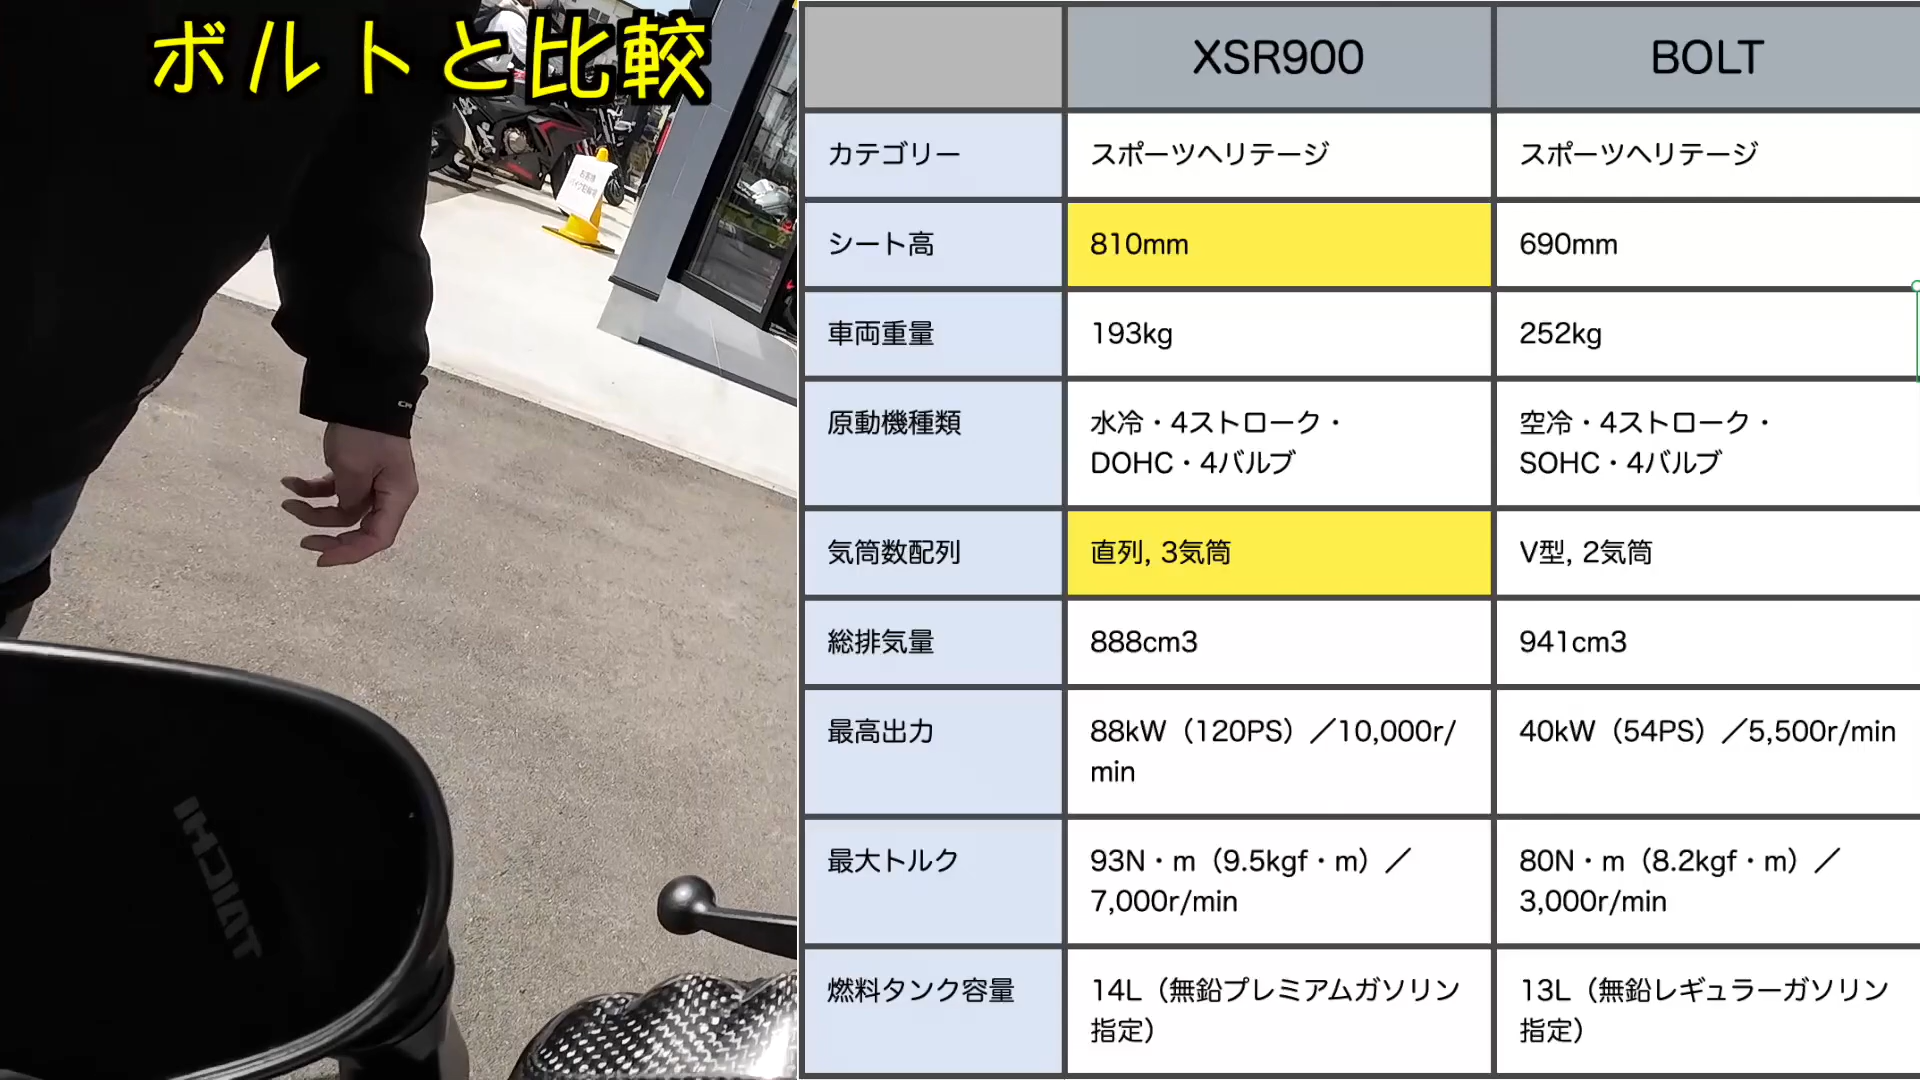 ボルトと比較
XSR900
BOLT
カテゴリー
スポーツヘリテージ
スポーツヘリテージ
シート高
810mm
690mm
車両重量
193kg
252kg
原動機種類
水冷・4ストローク・
DOHC・4バルブ
空冷・4ストローク・
SOHC・4バルブ
気筒数配列
直列, 3気筒
V型, 2気筒
総排気量
888cm3
941cm3
最高出力
88kW（120PS）／10,000r/
min
40kW（54PS）／5,500r/min
最大トルク
93N・m（9.5kgf・m）／
7,000r/min
80N・m（8.2kgf・m）／
3,000r/min
燃料タンク容量
14L（無鉛プレミアムガソリン
指定）
13L（無鉛レギュラーガソリン
指定）
TAICHI